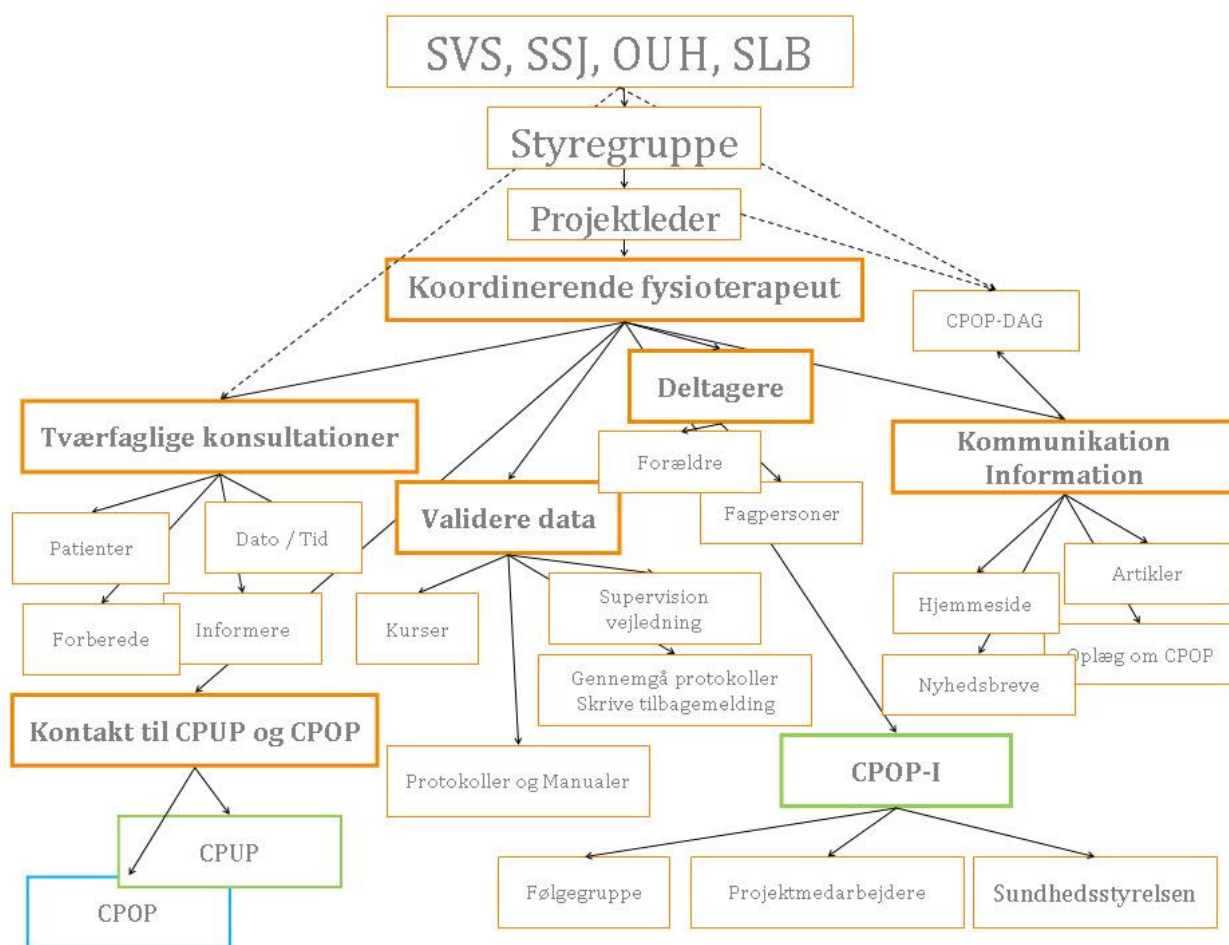 SVS, SSJ, OUH, SLB
Styregruppe
Projektleder
Koordinerende fysioterapeut
CPOP-DAG
Deltagere
Tværfaglige konsultationer
Kommunikation
Information
Forældre
Validere data
Fagpersoner
Patienter
Dato / Tid
Artikler
Hjemmeside
Supervision
vejledning
Forberede
Informere
Kurser
Oplæg om CPOP
Nyhedsbreve
Gennemgå protokoller
Skrive tilbagemelding
Kontakt til CPUP og CPOP
Protokoller og Manualer
CPOP-I
CPUP
CPOP
Følgegruppe
Projektmedarbejdere
Sundhedsstyrelsen